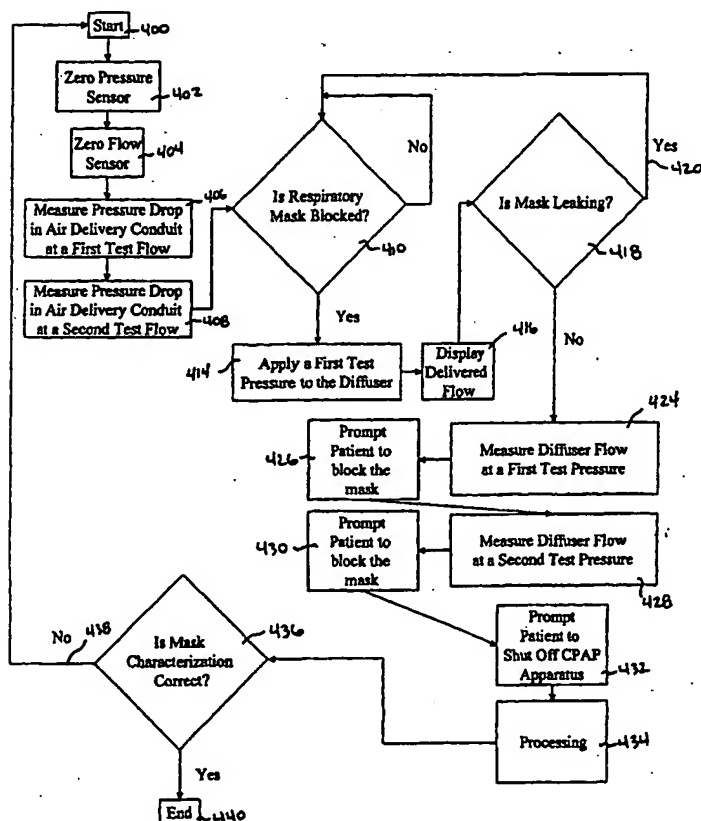 Start
400
Zero Pressure
Sensor
402
Zero Flow
Sensor
404
406
Measure Pressure Drop
in Air Delivery Conduit
at a First Test Flow
Measure Pressure Drop
in Air Delivery Conduit
at a Second Test Flow
408
Is Respiratory
Mask Blocked?
410
No
Yes
414
Apply a First Test
Pressure to the Diffuser
416
Display
Delivered
Flow
Is Mask Leaking?
418
Yes
420
No
424
Measure Diffuser Flow
at a First Test Pressure
426
Prompt
Patient to
block the
mask
Measure Diffuser Flow
at a Second Test Pressure
428
430
Prompt
Patient to
block the
mask
Prompt
Patient to
Shut Off CPAP
Apparatus
432
Processing
434
Is Mask
Characterization
Correct?
436
No
438
Yes
End
440